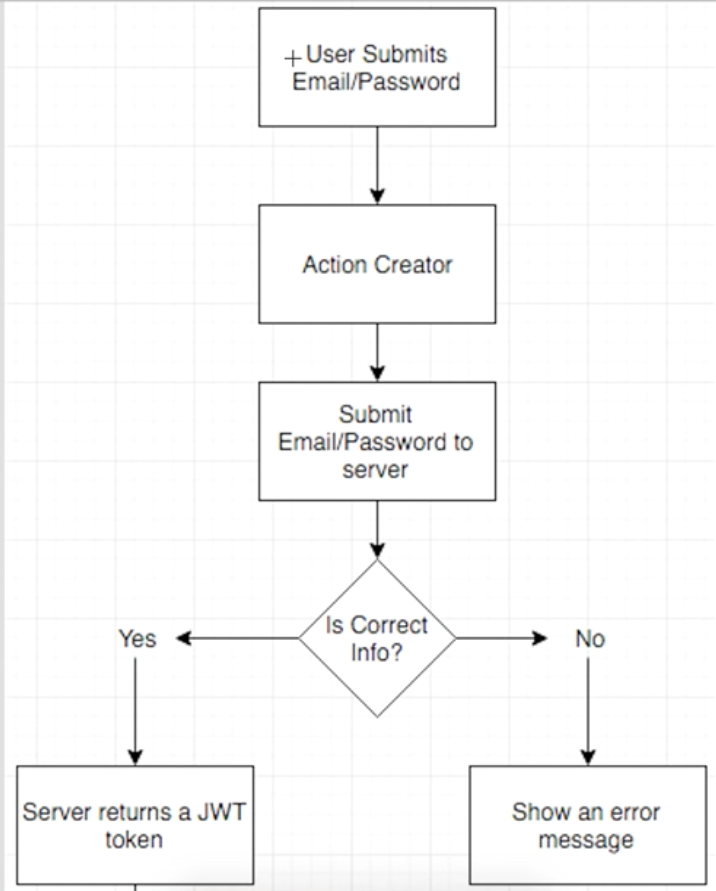 User Submits
Email/Password
Action Creator
Submit
Email/Password to
server
Is Correct
Info?
Yes
No
Server returns a JWT
token
Show an error
message